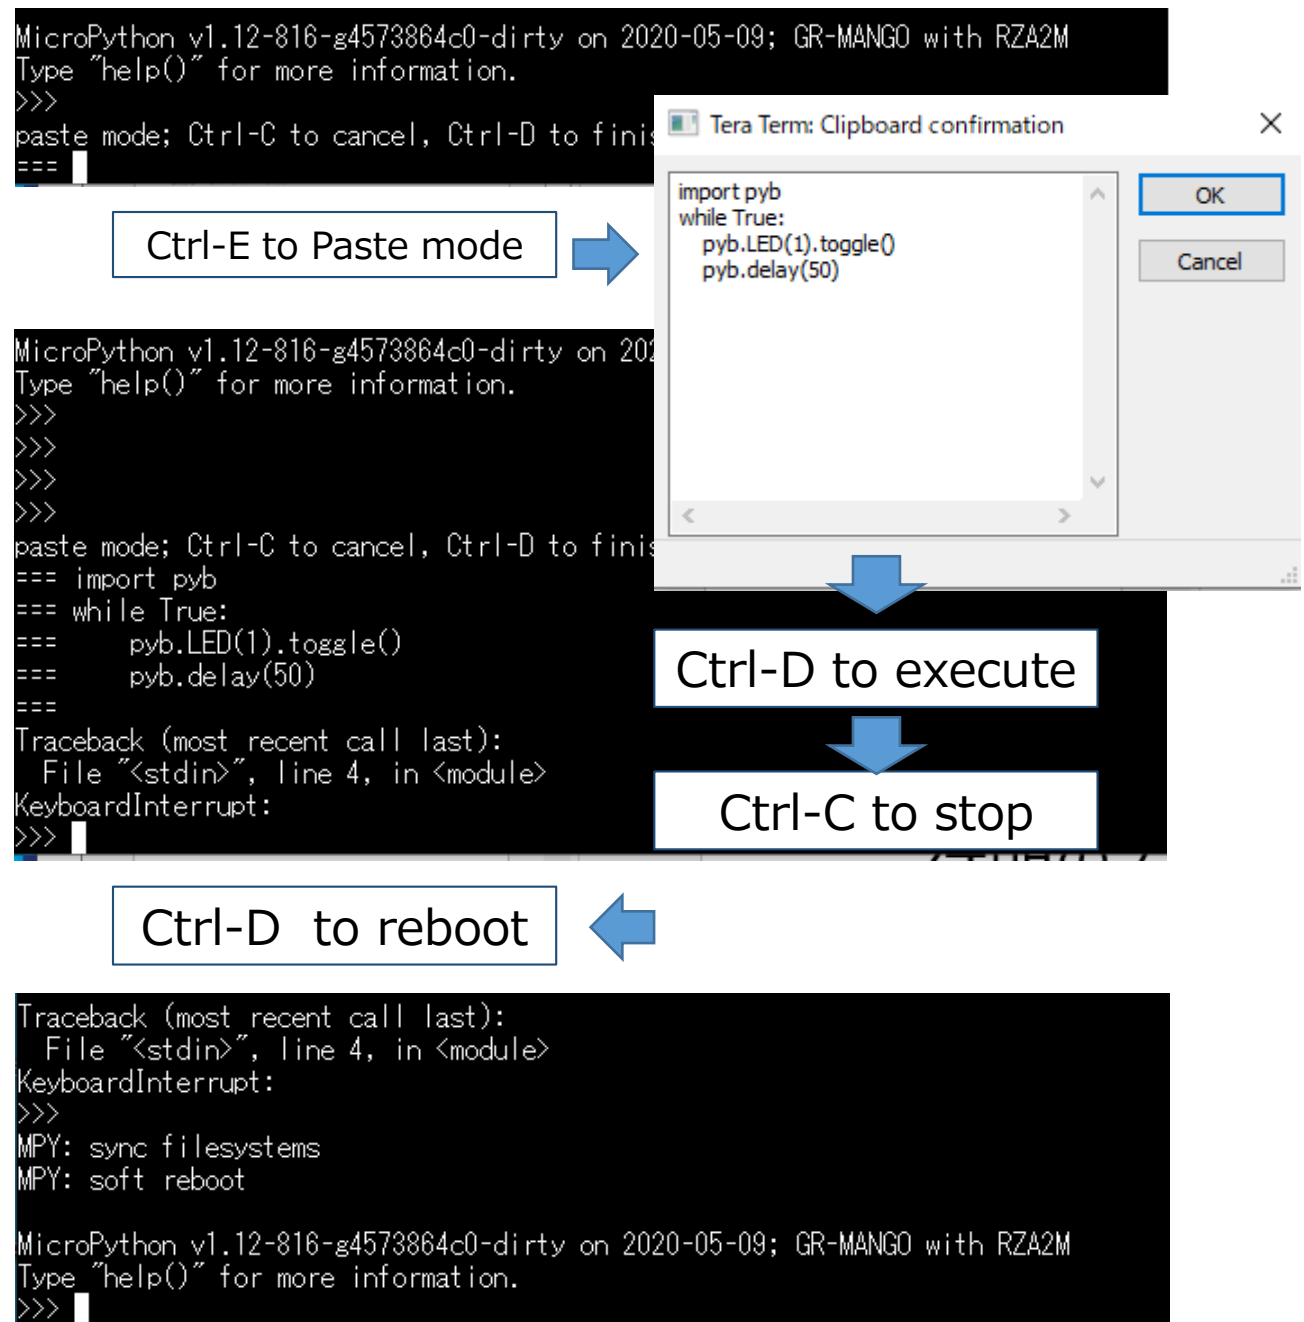 MicroPython v1.12-816-g4573864c0-dirty on 2020-05-09; GR-MANGO with RZA2M
Type "help()" for more information.
>>>
paste mode; Ctrl-C to cancel, Ctrl-D to finis
===
Tera Term: Clipboard confirmation
import pyb
while True:
    pyb.LED(1).toggle()
    pyb.delay(50)
OK
Cancel
Ctrl-E to Paste mode
MicroPython v1.12-816-g4573864c0-dirty on 202
Type "help()" for more information.
>>>
>>>
>>>
>>>
paste mode; Ctrl-C to cancel, Ctrl-D to finis
=== import pyb
=== while True:
===     pyb.LED(1).toggle()
===     pyb.delay(50)
===
Traceback (most recent call last):
  File "<stdin>", line 4, in <module>
KeyboardInterrupt:
>>>
Ctrl-D to execute
Ctrl-C to stop
Ctrl-D  to reboot
Traceback (most recent call last):
  File "<stdin>", line 4, in <module>
KeyboardInterrupt:
>>>
MPY: sync filesystems
MPY: soft reboot
MicroPython v1.12-816-g4573864c0-dirty on 2020-05-09; GR-MANGO with RZA2M
Type "help()" for more information.
>>>